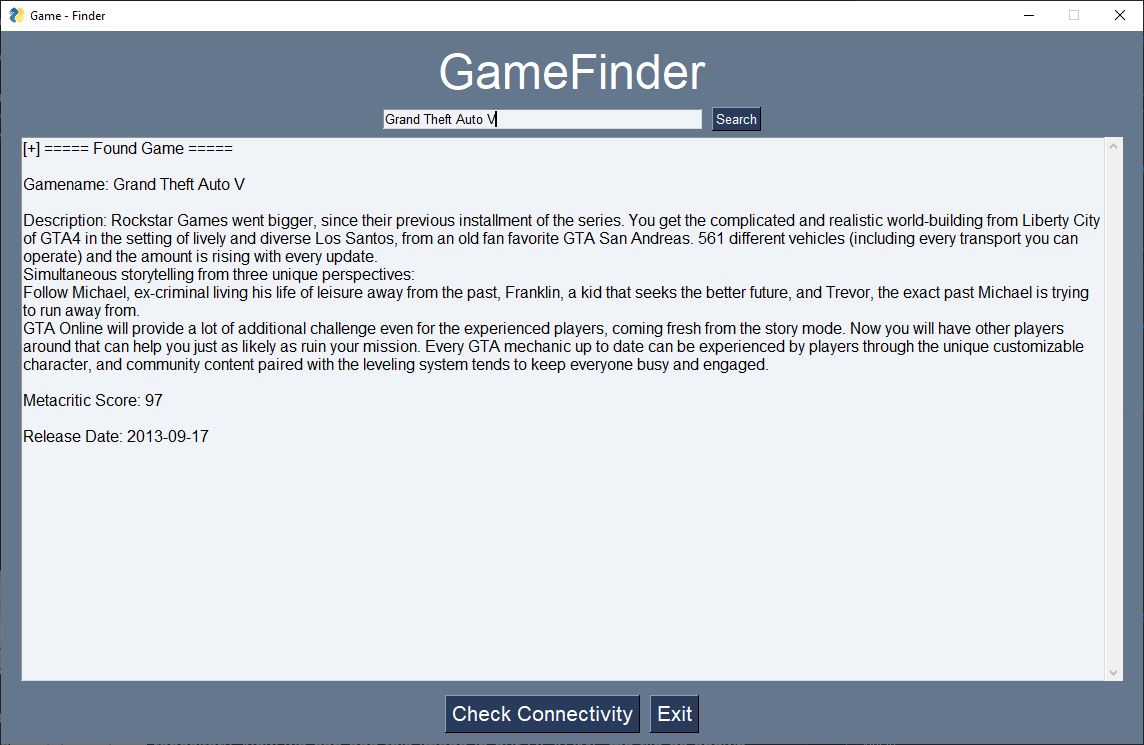 Game - Finder
GameFinder
Grand Theft Auto V
Search
[+] ===== Found Game =====
Gamename: Grand Theft Auto V
Description: Rockstar Games went bigger, since their previous installment of the series. You get the complicated and realistic world-building from Liberty City
of GTA4 in the setting of lively and diverse Los Santos, from an old fan favorite GTA San Andreas. 561 different vehicles (including every transport you can
operate) and the amount is rising with every update.
Simultaneous storytelling from three unique perspectives:
Follow Michael, ex-criminal living his life of leisure away from the past, Franklin, a kid that seeks the better future, and Trevor, the exact past Michael is trying
to run away from.
GTA Online will provide a lot of additional challenge even for the experienced players, coming fresh from the story mode. Now you will have other players
around that can help you just as likely as ruin your mission. Every GTA mechanic up to date can be experienced by players through the unique customizable
character, and community content paired with the leveling system tends to keep everyone busy and engaged.
Metacritic Score: 97
Release Date: 2013-09-17
Check Connectivity
Exit